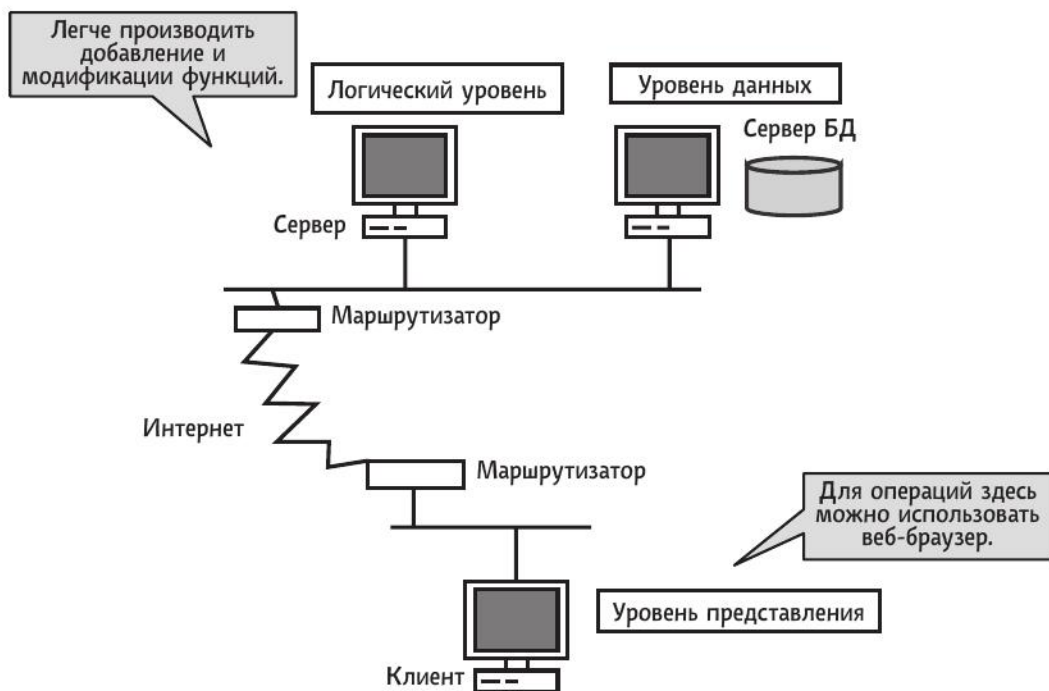 Легче производить
добавление и
модификации функций.
Логический уровень
Уровень данных
Сервер БД
Сервер
Маршрутизатор
Интернет
Маршрутизатор
Для операций здесь
можно использовать
веб-браузер.
Уровень представления
Клиент